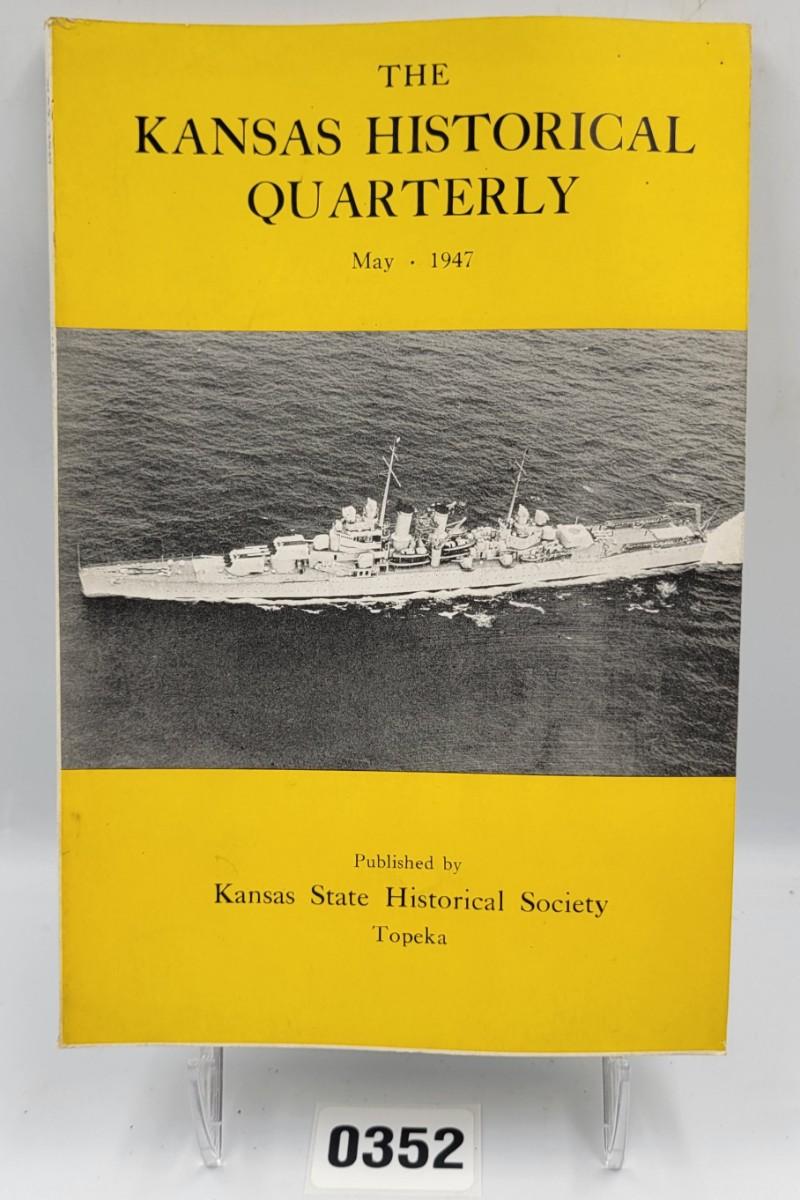 THE
KANSAS HISTORICAL
QUARTERLY
May · 1947
Published by
Kansas State Historical Society
Topeka
0352